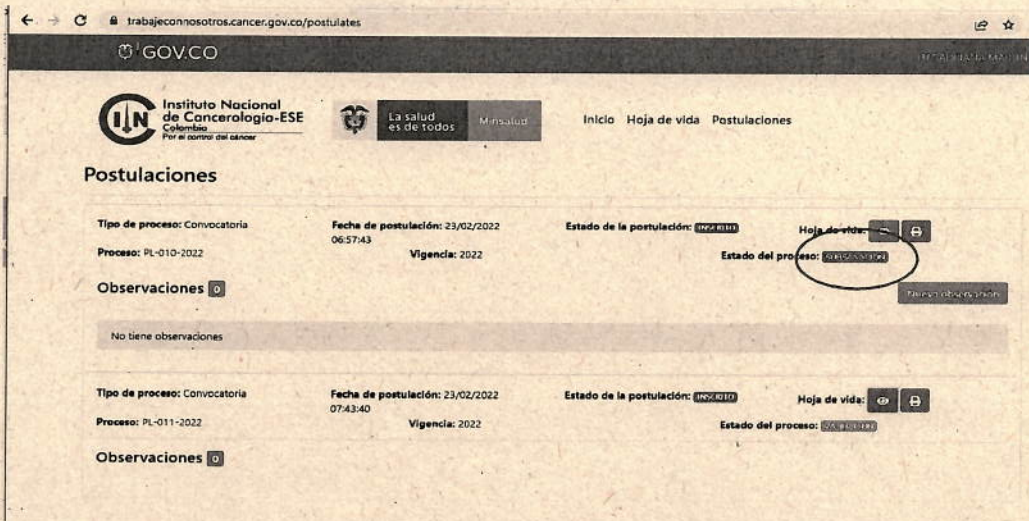 trabajeconnosotros.cancer.gov.co/postulates
GOV.CO
Instituto Nacional
de Cancerología-ESE
Colombia
Por el control del cáncer
La salud
es de todos
Minsalud
Inicio Hoja de vida Postulaciones
Postulaciones
Tipo de proceso: Convocatoria
Fecha de postulación: 23/02/2022
06:57:43
Estado de la postulación: INSCRITO
Hoja de vida:
Proceso: PL-010-2022
Vigencia: 2022
Estado del proceso: SUBSANACION
Observaciones 0
Nueva observación
No tiene observaciones
Tipo de proceso: Convocatoria
Fecha de postulación: 23/02/2022
07:43:40
Estado de la postulación: INSCRITO
Hoja de vida:
Proceso: PL-011-2022
Vigencia: 2022
Estado del proceso:
Observaciones 0